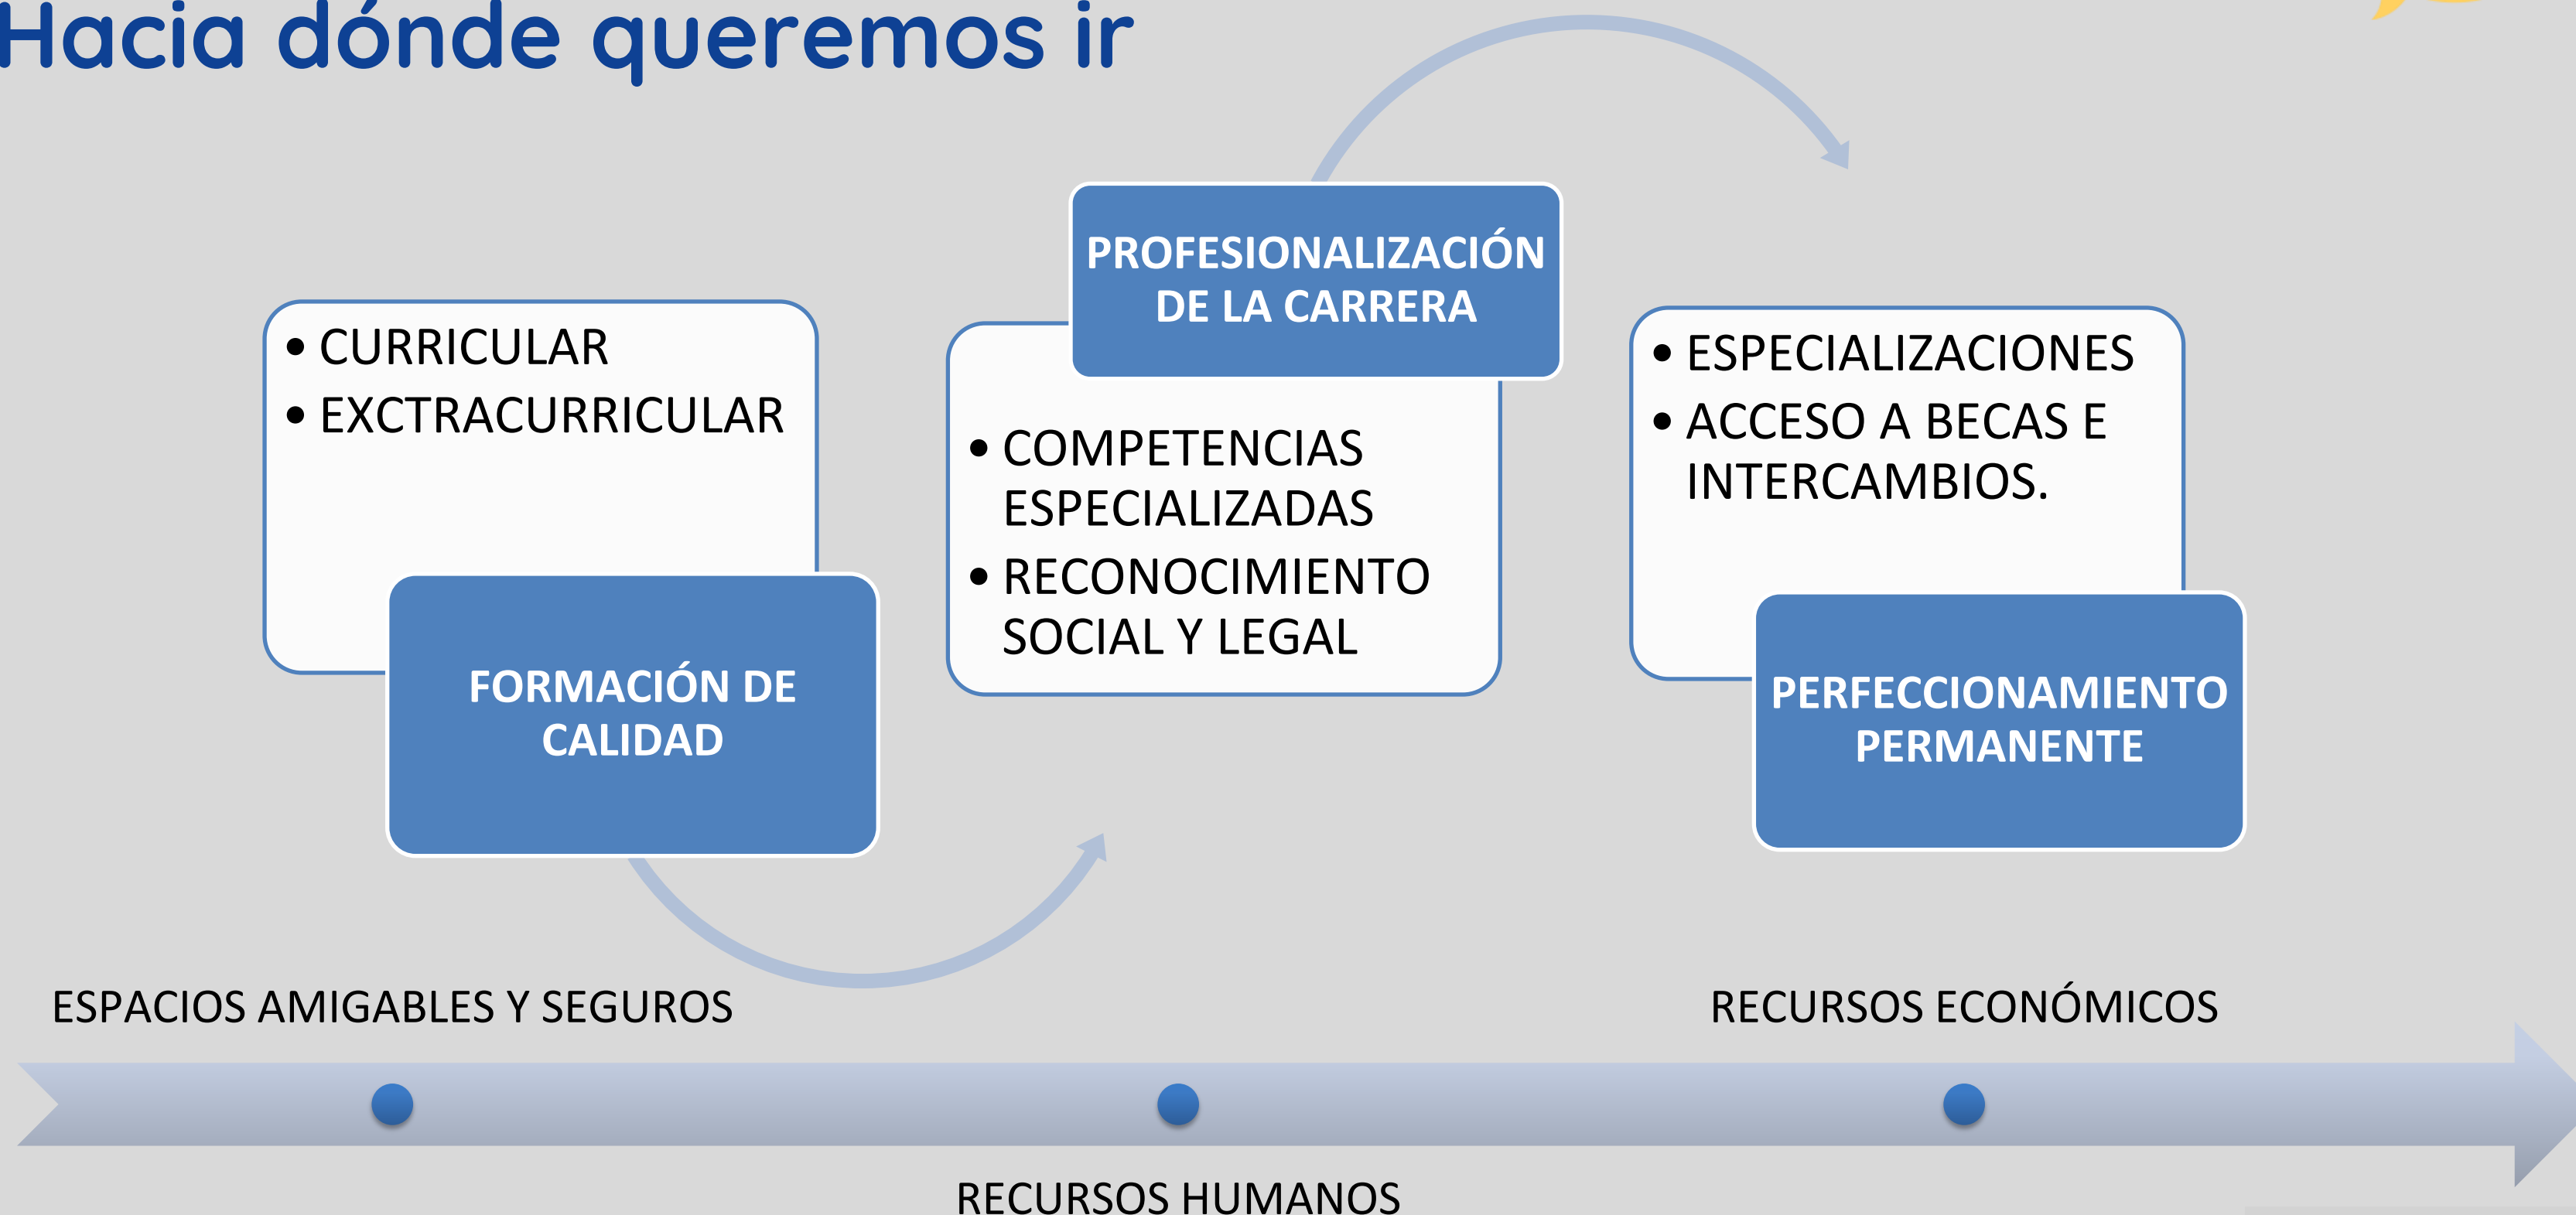 Hacia dónde queremos ir
• CURRICULAR
• EXCTRACURRICULAR
FORMACIÓN DE
CALIDAD
PROFESIONALIZACIÓN
DE LA CARRERA
• COMPETENCIAS
ESPECIALIZADAS
• RECONOCIMIENTO
SOCIAL Y LEGAL
• ESPECIALIZACIONES
• ACCESO A BECAS E
INTERCAMBIOS.
PERFECCIONAMIENTO
PERMANENTE
ESPACIOS AMIGABLES Y SEGUROS
RECURSOS HUMANOS
RECURSOS ECONÓMICOS